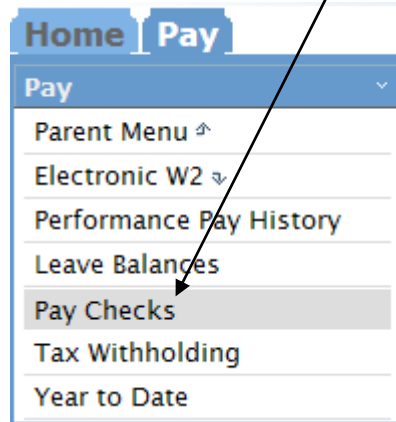 Home Pay
Pay
Parent Menu
Electronic W2
Performance Pay History
Leave Balances
Pay Checks
Tax Withholding
Year to Date